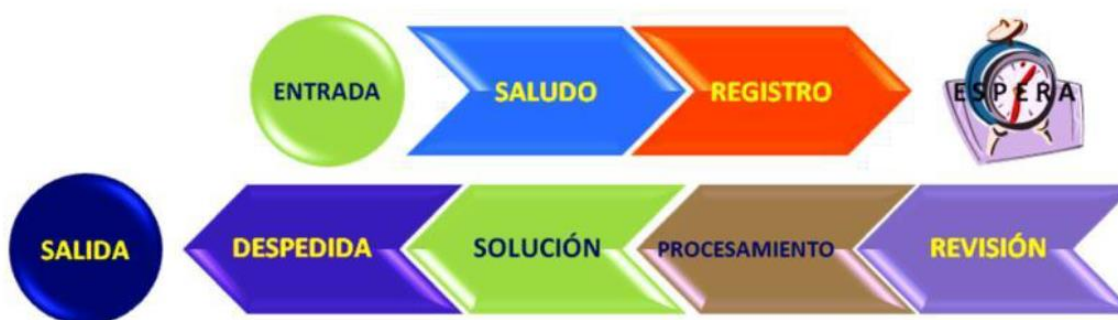 ENTRADA
SALUDO
REGISTRO
ESPERA
REVISIÓN
PROCESAMIENTO
SOLUCIÓN
DESPEDIDA
SALIDA